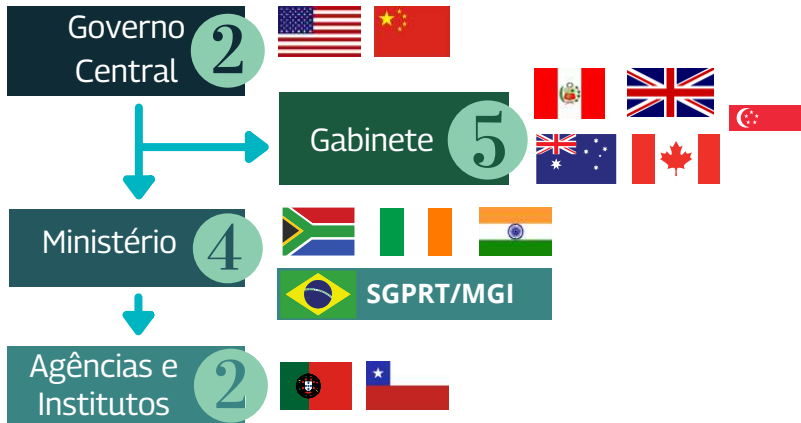 Governo
Central
2
Gabinete
5
Ministério
4
SGPRT/MGI
Agências e
Institutos
2